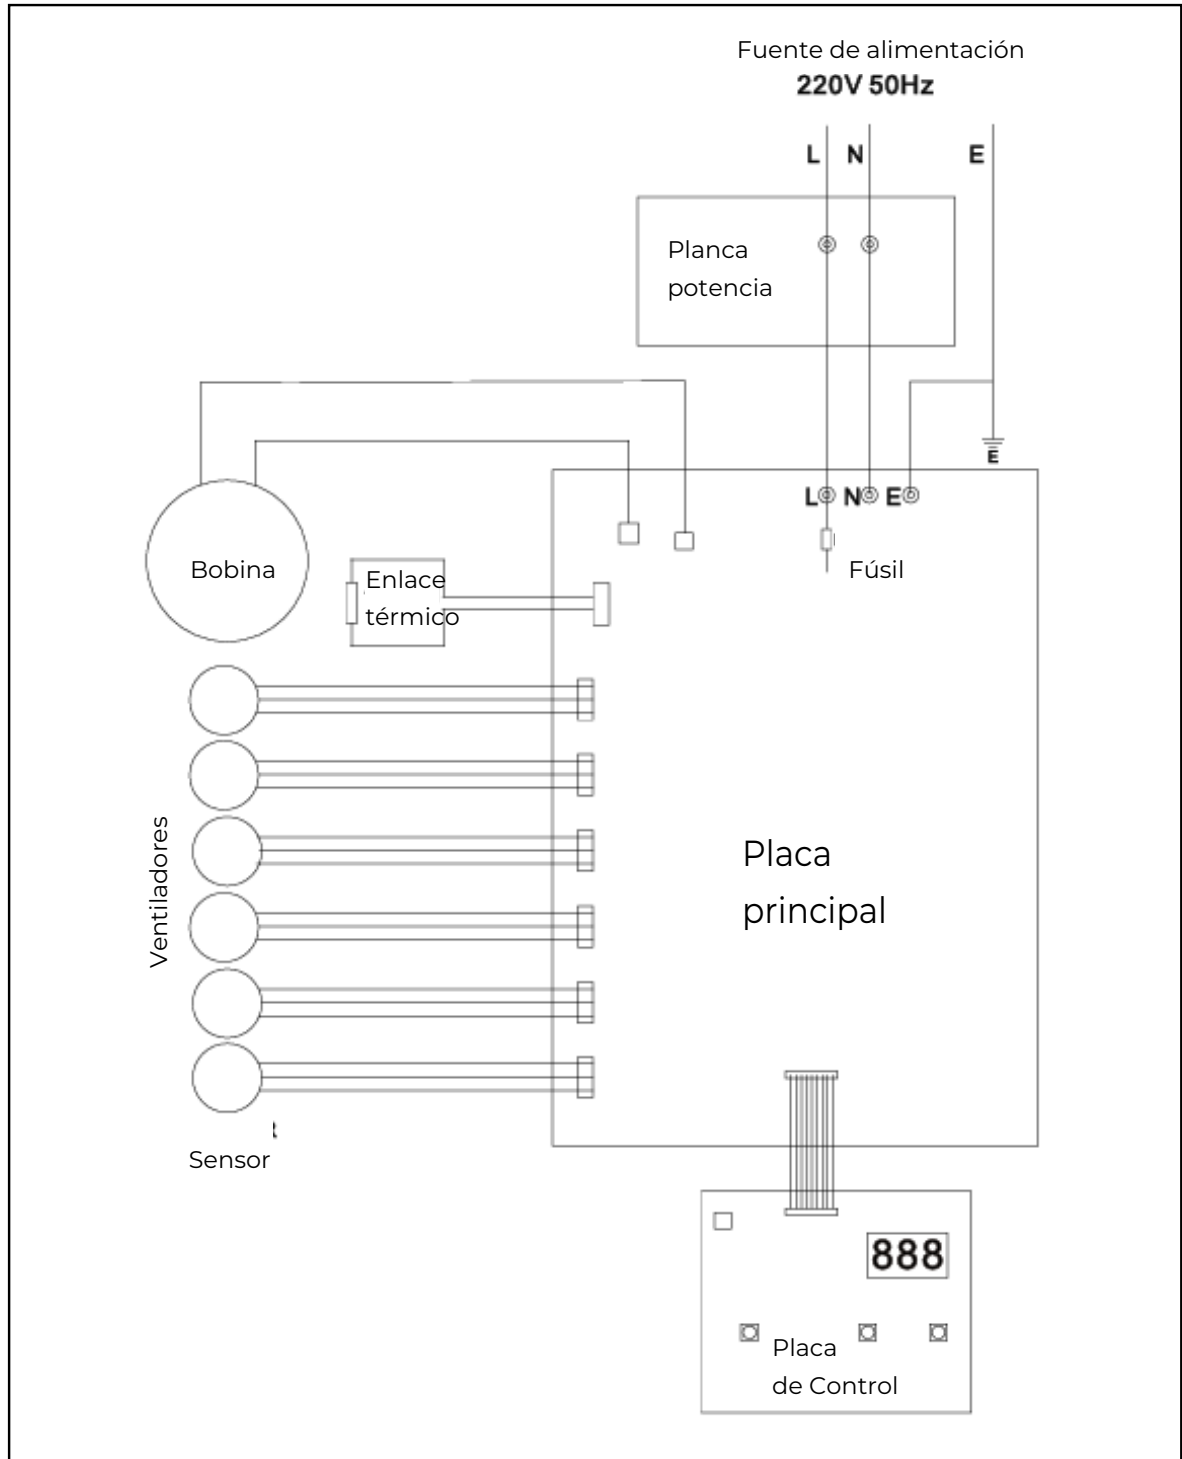 Fuente de alimentación
220V 50Hz
L N E
Planca
potencia
E
L N E
Bobina
Enlace
térmico
Fúsil
Ventiladores
Placa
principal
Sensor
888
Placa
de Control